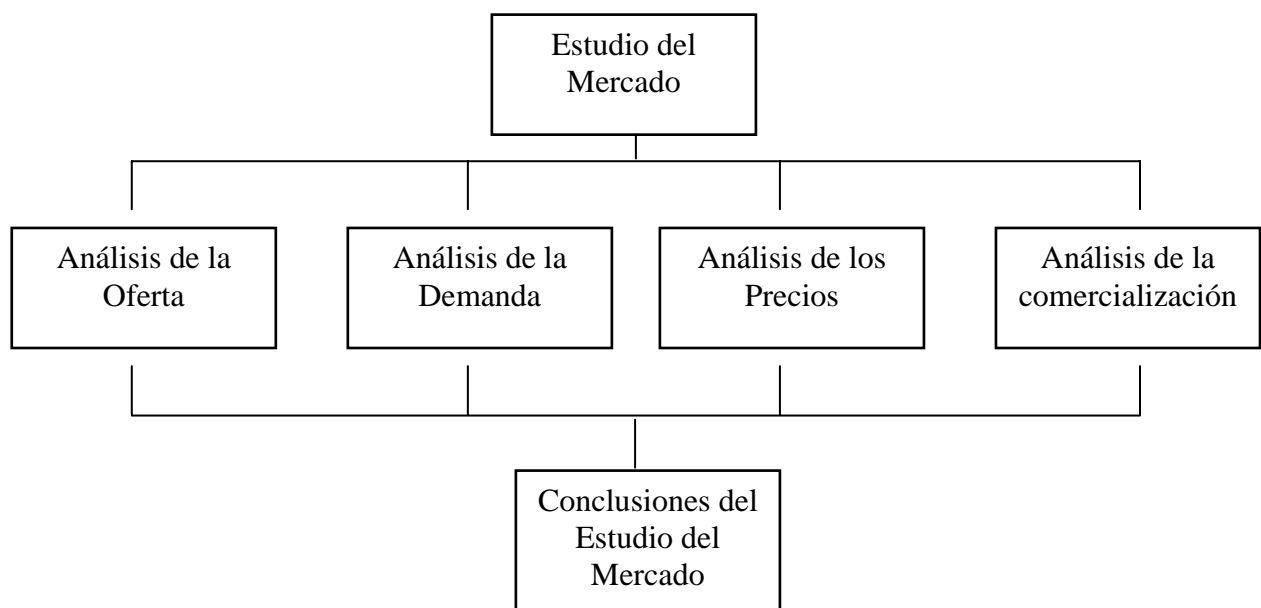 Estudio del
Mercado
Análisis de la
Oferta
Análisis de la
Demanda
Análisis de los
Precios
Análisis de la
comercialización
Conclusiones del
Estudio del
Mercado